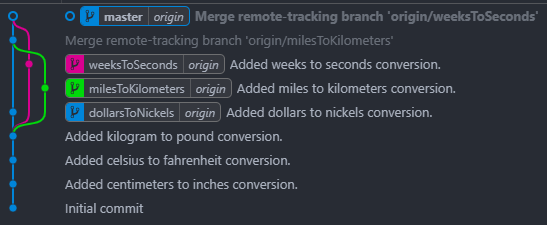 master origin Merge remote-tracking branch 'origin/weeksToSeconds'
Merge remote-tracking branch 'origin/milesToKilometers'
weeksToSeconds origin Added weeks to seconds conversion.
milesToKilometers origin Added miles to kilometers conversion.
dollarsToNickels origin Added dollars to nickels conversion.
Added kilogram to pound conversion.
Added celsius to fahrenheit conversion.
Added centimeters to inches conversion.
Initial commit